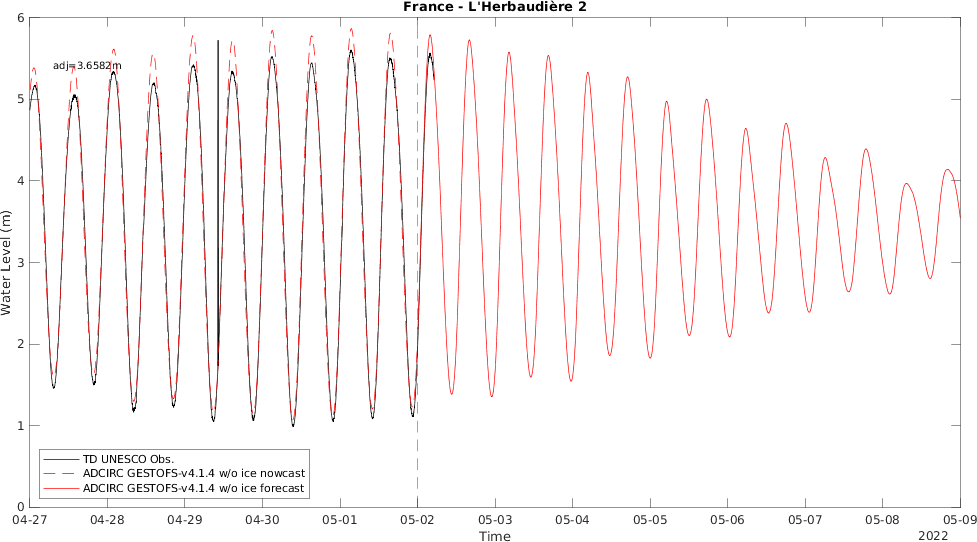 France - L'Herbaudière 2
6
5
4
3
2
1
0
Water Level (m)
adj=3.6582m
TD UNESCO Obs.
ADCIRC GESTOFS-v4.1.4 w/o ice nowcast
ADCIRC GESTOFS-v4.1.4 w/o ice forecast
04-27 04-28 04-29 04-30 05-01 05-02 05-03 05-04 05-05 05-06 05-07 05-08 05-09
Time
2022